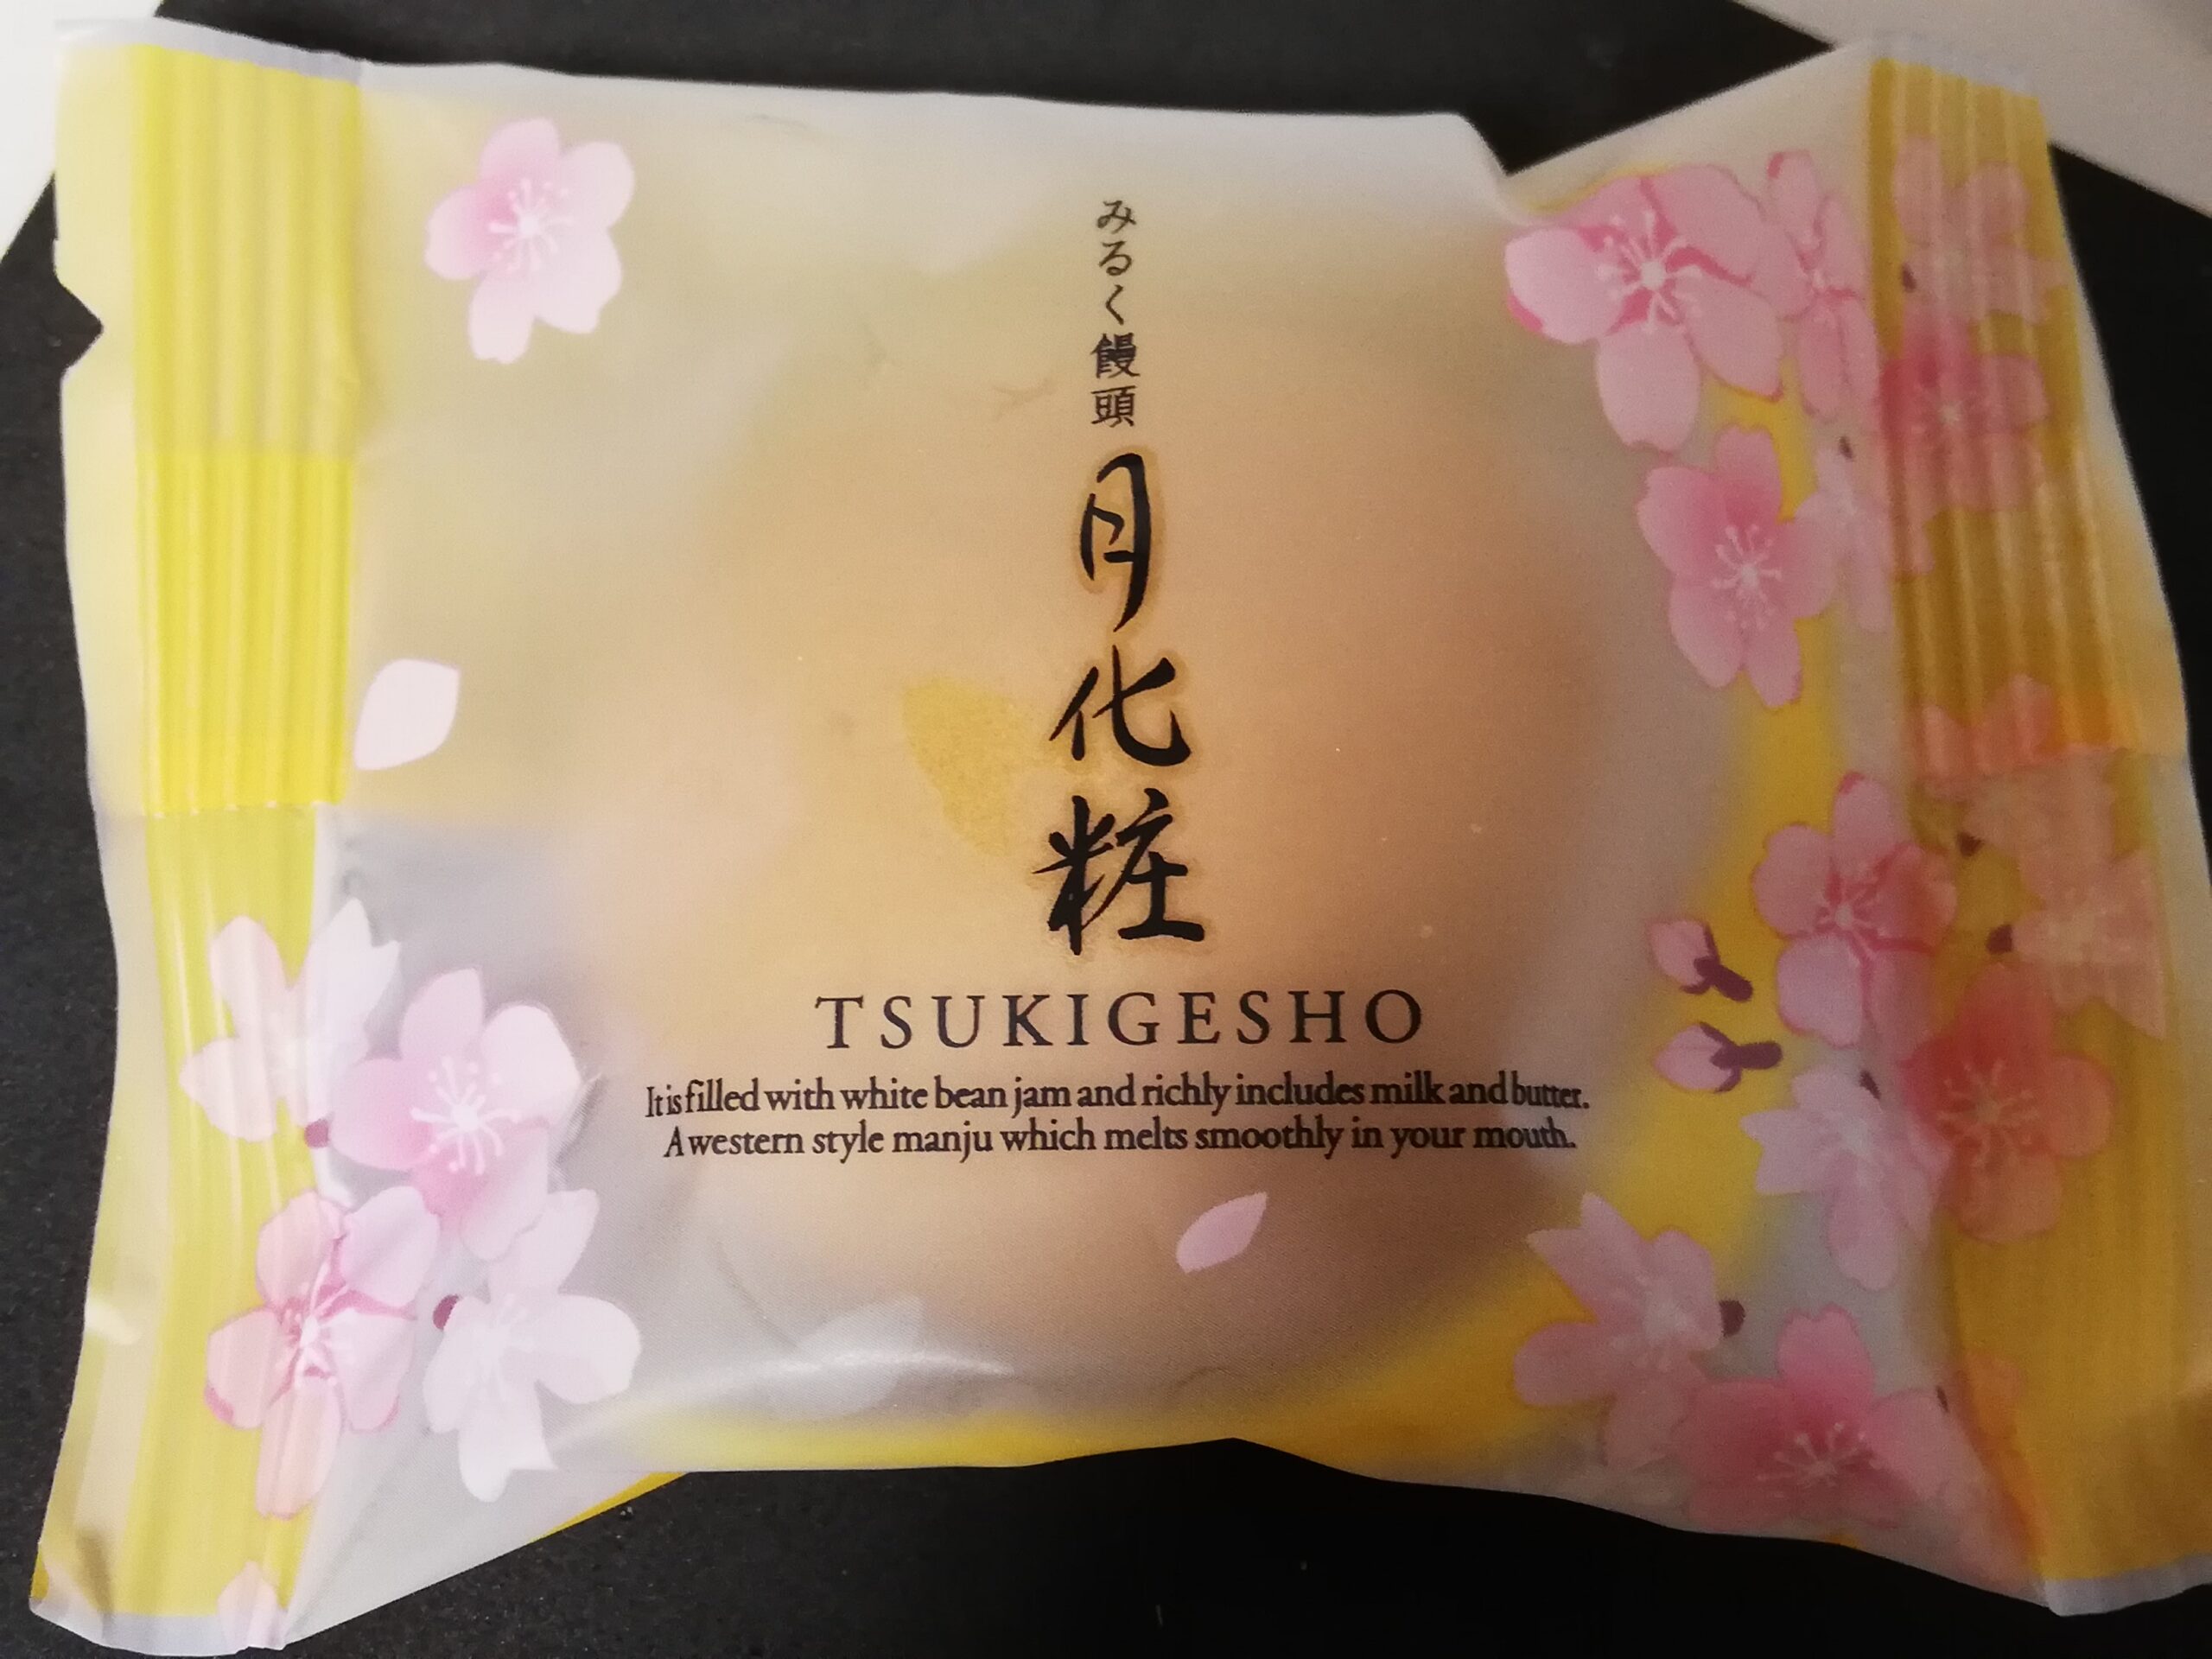 みるく饅頭
月化粧
TSUKIGESHO
It is filled with white bean jam and richly includes milk and butter.
A western style manju which melts smoothly in your mouth.